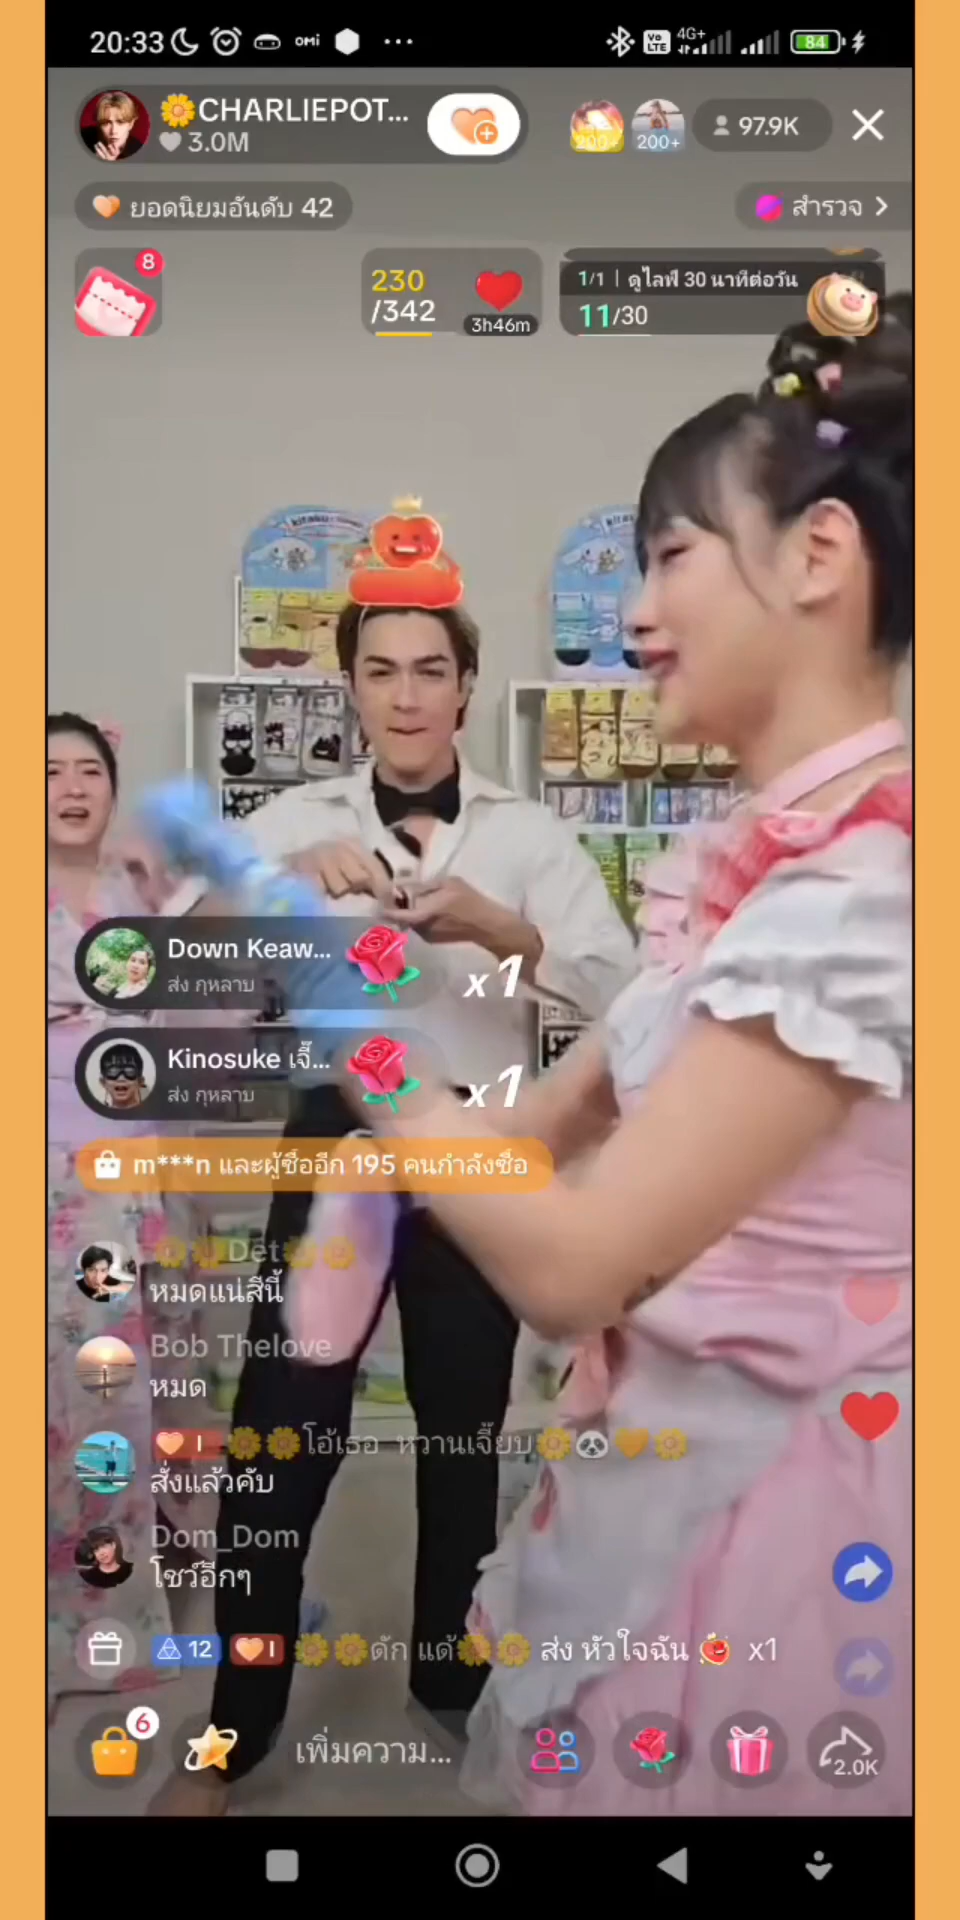 20:33 omi 4G+ Vo LTE 84
🌼CHARLIEPOT...
3.0M
200+ 200+ 97.9K
ยอดนิยมอันดับ 42
สำรวจ >
8
230
/342
3h46m
1/1 | ดูไลฟ์ 30 นาทีต่อวัน
11/30
Down Keaw...
ส่ง กุหลาบ
x1
Kinosuke เจี๊...
ส่ง กุหลาบ
x1
m***n และผู้ซื้ออีก 195 คนกำลังซื้อ
🌼🌼Det🌼🌼
หมดแน่สีนี้
Bob Thelove
หมด
I 🌼🌼โอ้เธอ หวานเจี๊ยบ🌼🐼🧡🌼
สั่งแล้วคับ
Dom_Dom
โชว์อีกๆ
12 I 🌼🌼ดัก แด้🌼🌼 ส่ง หัวใจฉัน x1
6
เพิ่มความ...
2.0K